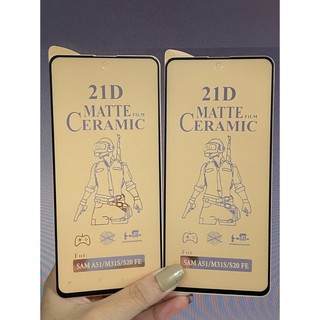 21D
MATTE FILM
CERAMIC
For
SAM A51/M31S/S20 FE
21D
MATTE FILM
CERAMIC
For
SAM A51/M31S/S20 FE